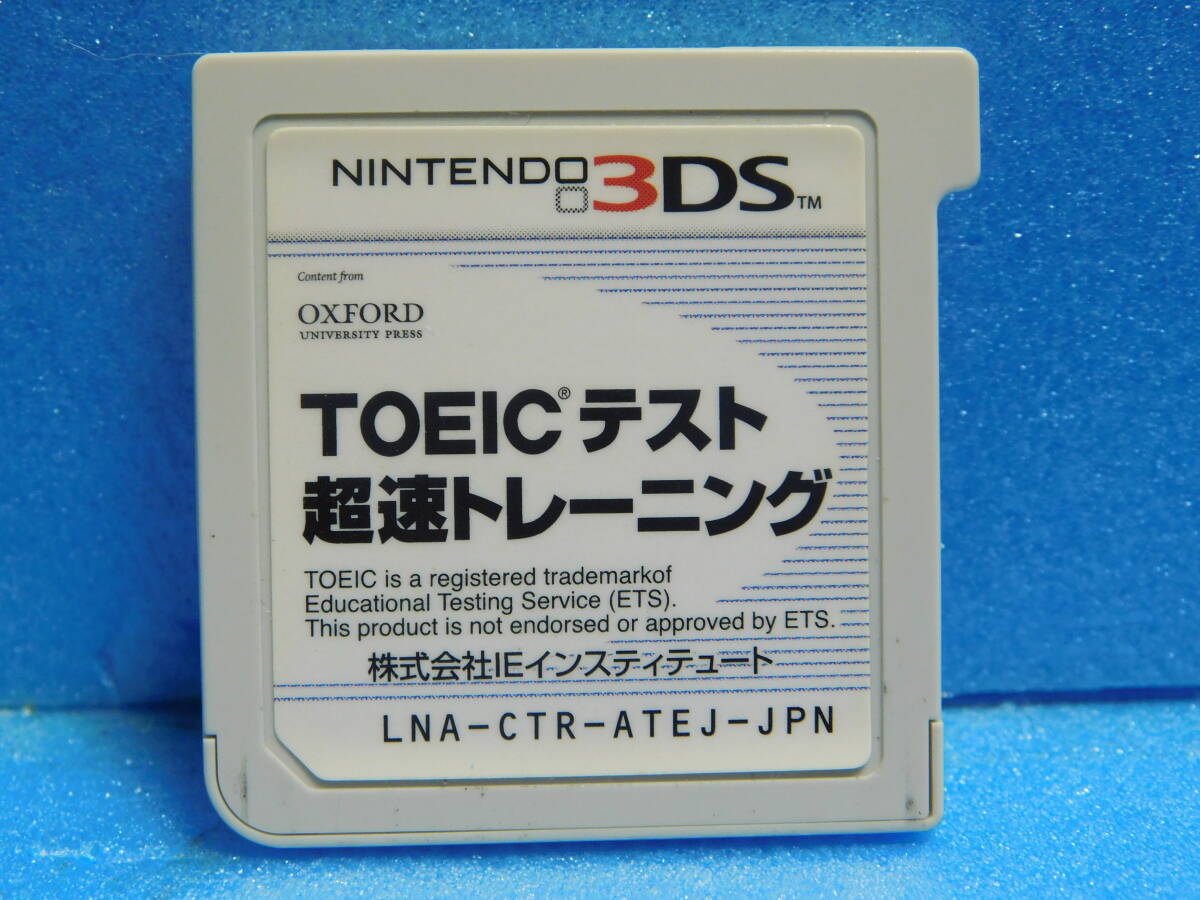 NINTENDO 3DS™
Content from
OXFORD
UNIVERSITY PRESS
TOEIC® テスト
超速トレーニング
TOEIC is a registered trademarkof
Educational Testing Service (ETS).
This product is not endorsed or approved by ETS.
株式会社IEインスティテュート
LNA-CTR-ATEJ-JPN